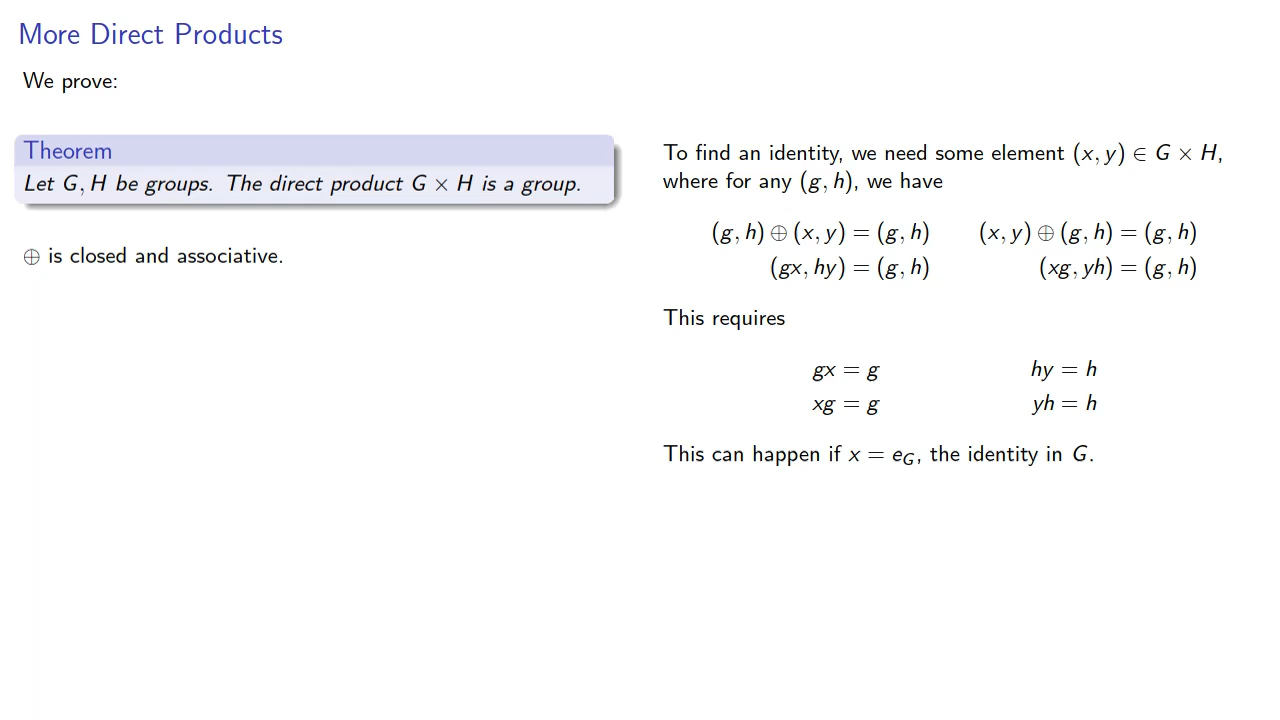 More Direct Products
We prove:
Theorem
Let G, H be groups. The direct product G × H is a group.
⊕ is closed and associative.
To find an identity, we need some element (x, y) ∈ G × H,
where for any (g, h), we have
(g, h) ⊕ (x, y) = (g, h) (x, y) ⊕ (g, h) = (g, h)
(gx, hy) = (g, h) (xg, yh) = (g, h)
This requires
gx = g hy = h
xg = g yh = h
This can happen if x = e_G, the identity in G.